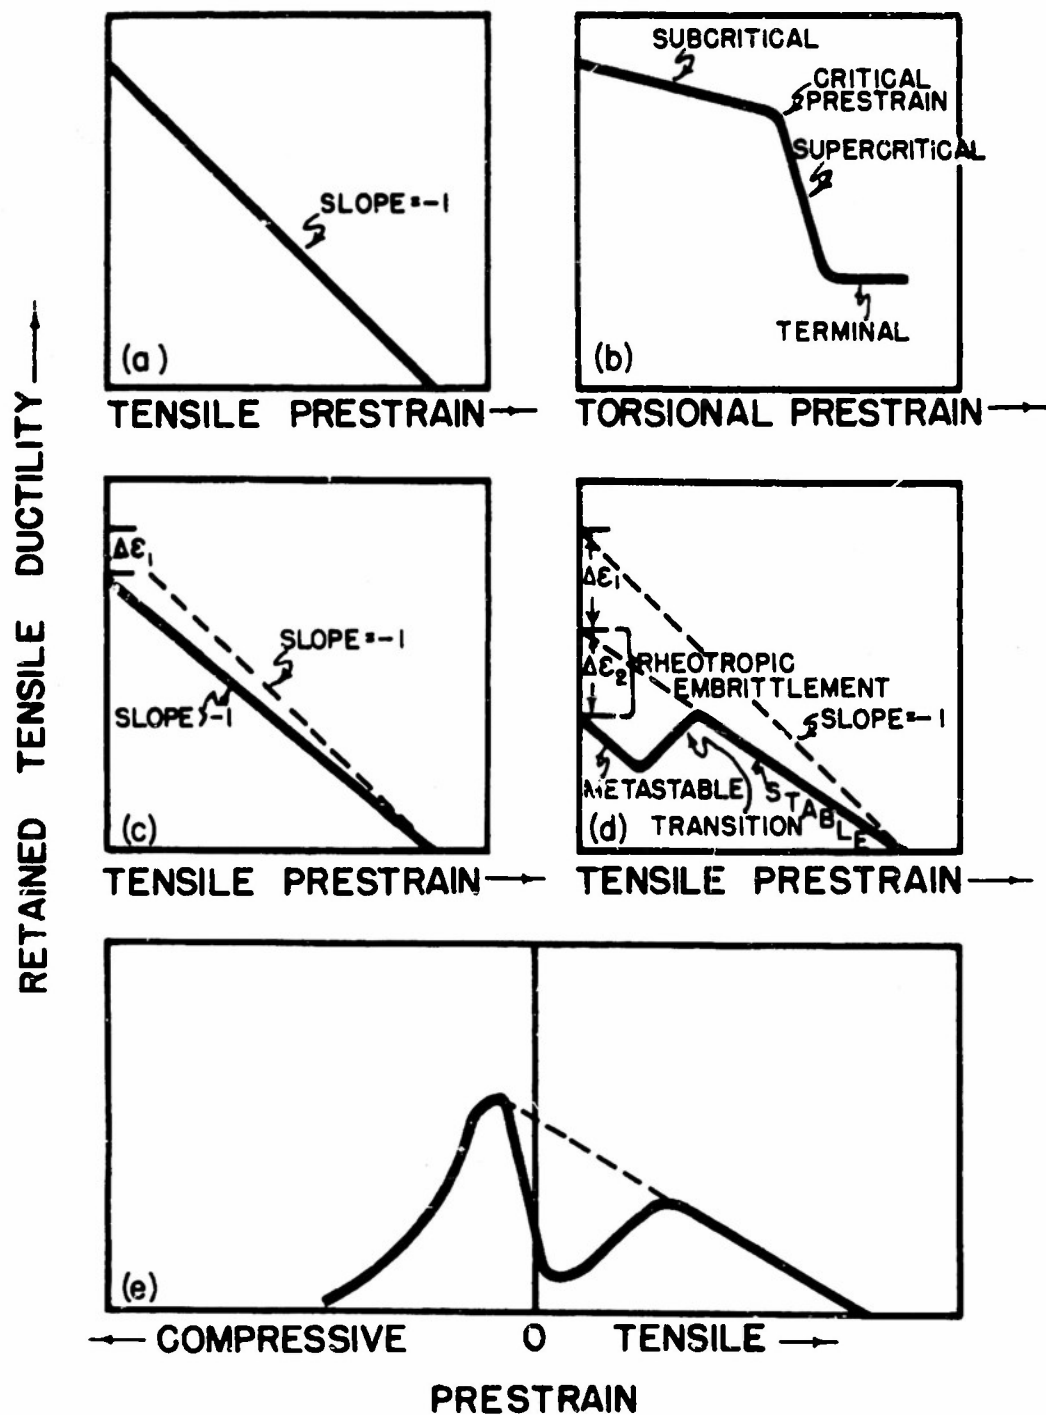 RETAINED TENSILE DUCTILITY →
SLOPE=-1
(a)
TENSILE PRESTRAIN →
SUBCRITICAL
CRITICAL
PRESTRAIN
SUPERCRITICAL
TERMINAL
(b)
TORSIONAL PRESTRAIN →
Δε₁
SLOPE=-1
SLOPE>-1
(c)
TENSILE PRESTRAIN →
Δε₁
Δε₂
RHEOTROPIC
EMBRITTLEMENT
SLOPE=-1
METASTABLE
STABLE
TRANSITION
(d)
TENSILE PRESTRAIN →
(e)
← COMPRESSIVE 0 TENSILE →
PRESTRAIN